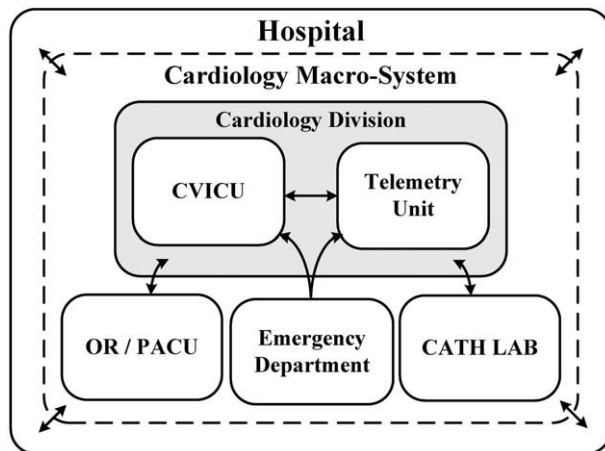 Hospital
Cardiology Macro-System
Cardiology Division
CVICU
Telemetry
Unit
OR / PACU
Emergency
Department
CATH LAB